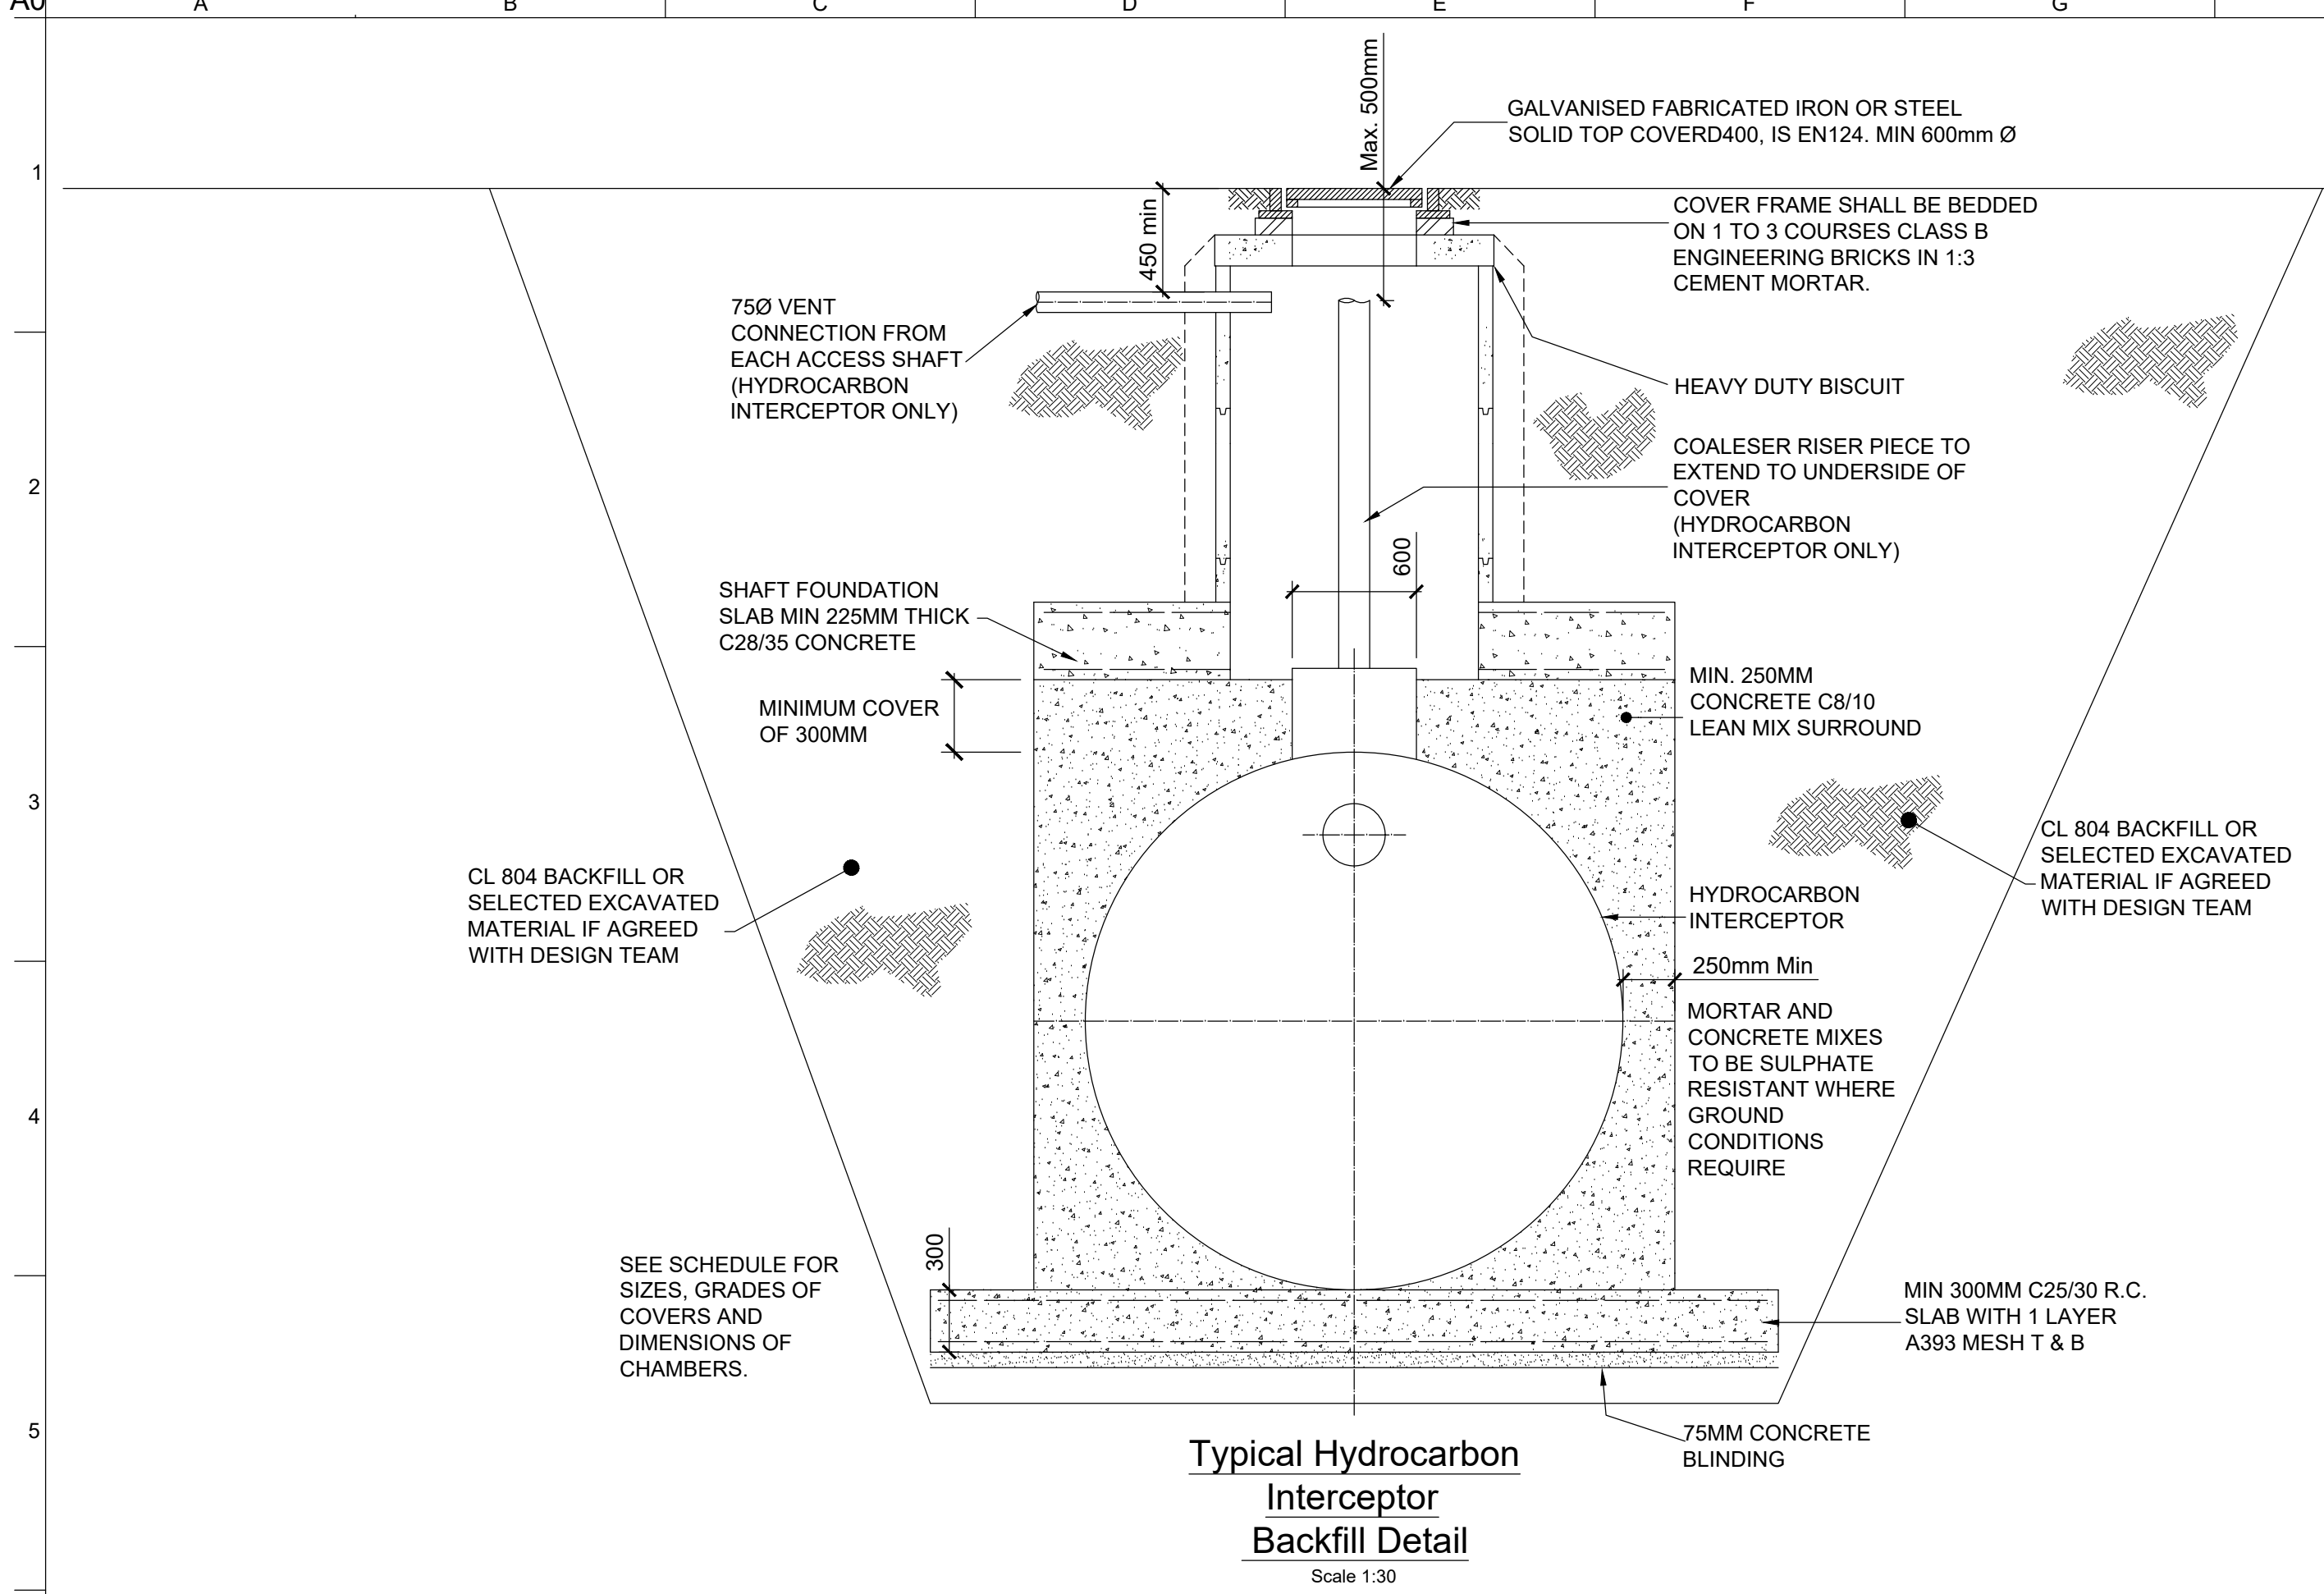 A0
A B C D E F G
1
2
3
4
5
Max. 500mm
GALVANISED FABRICATED IRON OR STEEL
SOLID TOP COVERD400, IS EN124. MIN 600mm Ø
450 min
COVER FRAME SHALL BE BEDDED
ON 1 TO 3 COURSES CLASS B
ENGINEERING BRICKS IN 1:3
CEMENT MORTAR.
75Ø VENT
CONNECTION FROM
EACH ACCESS SHAFT
(HYDROCARBON
INTERCEPTOR ONLY)
HEAVY DUTY BISCUIT
COALESER RISER PIECE TO
EXTEND TO UNDERSIDE OF
COVER
(HYDROCARBON
INTERCEPTOR ONLY)
600
SHAFT FOUNDATION
SLAB MIN 225MM THICK
C28/35 CONCRETE
MINIMUM COVER
OF 300MM
MIN. 250MM
CONCRETE C8/10
LEAN MIX SURROUND
CL 804 BACKFILL OR
SELECTED EXCAVATED
MATERIAL IF AGREED
WITH DESIGN TEAM
CL 804 BACKFILL OR
SELECTED EXCAVATED
MATERIAL IF AGREED
WITH DESIGN TEAM
HYDROCARBON
INTERCEPTOR
250mm Min
MORTAR AND
CONCRETE MIXES
TO BE SULPHATE
RESISTANT WHERE
GROUND
CONDITIONS
REQUIRE
300
SEE SCHEDULE FOR
SIZES, GRADES OF
COVERS AND
DIMENSIONS OF
CHAMBERS.
MIN 300MM C25/30 R.C.
SLAB WITH 1 LAYER
A393 MESH T & B
75MM CONCRETE
BLINDING
Typical Hydrocarbon
Interceptor
Backfill Detail
Scale 1:30